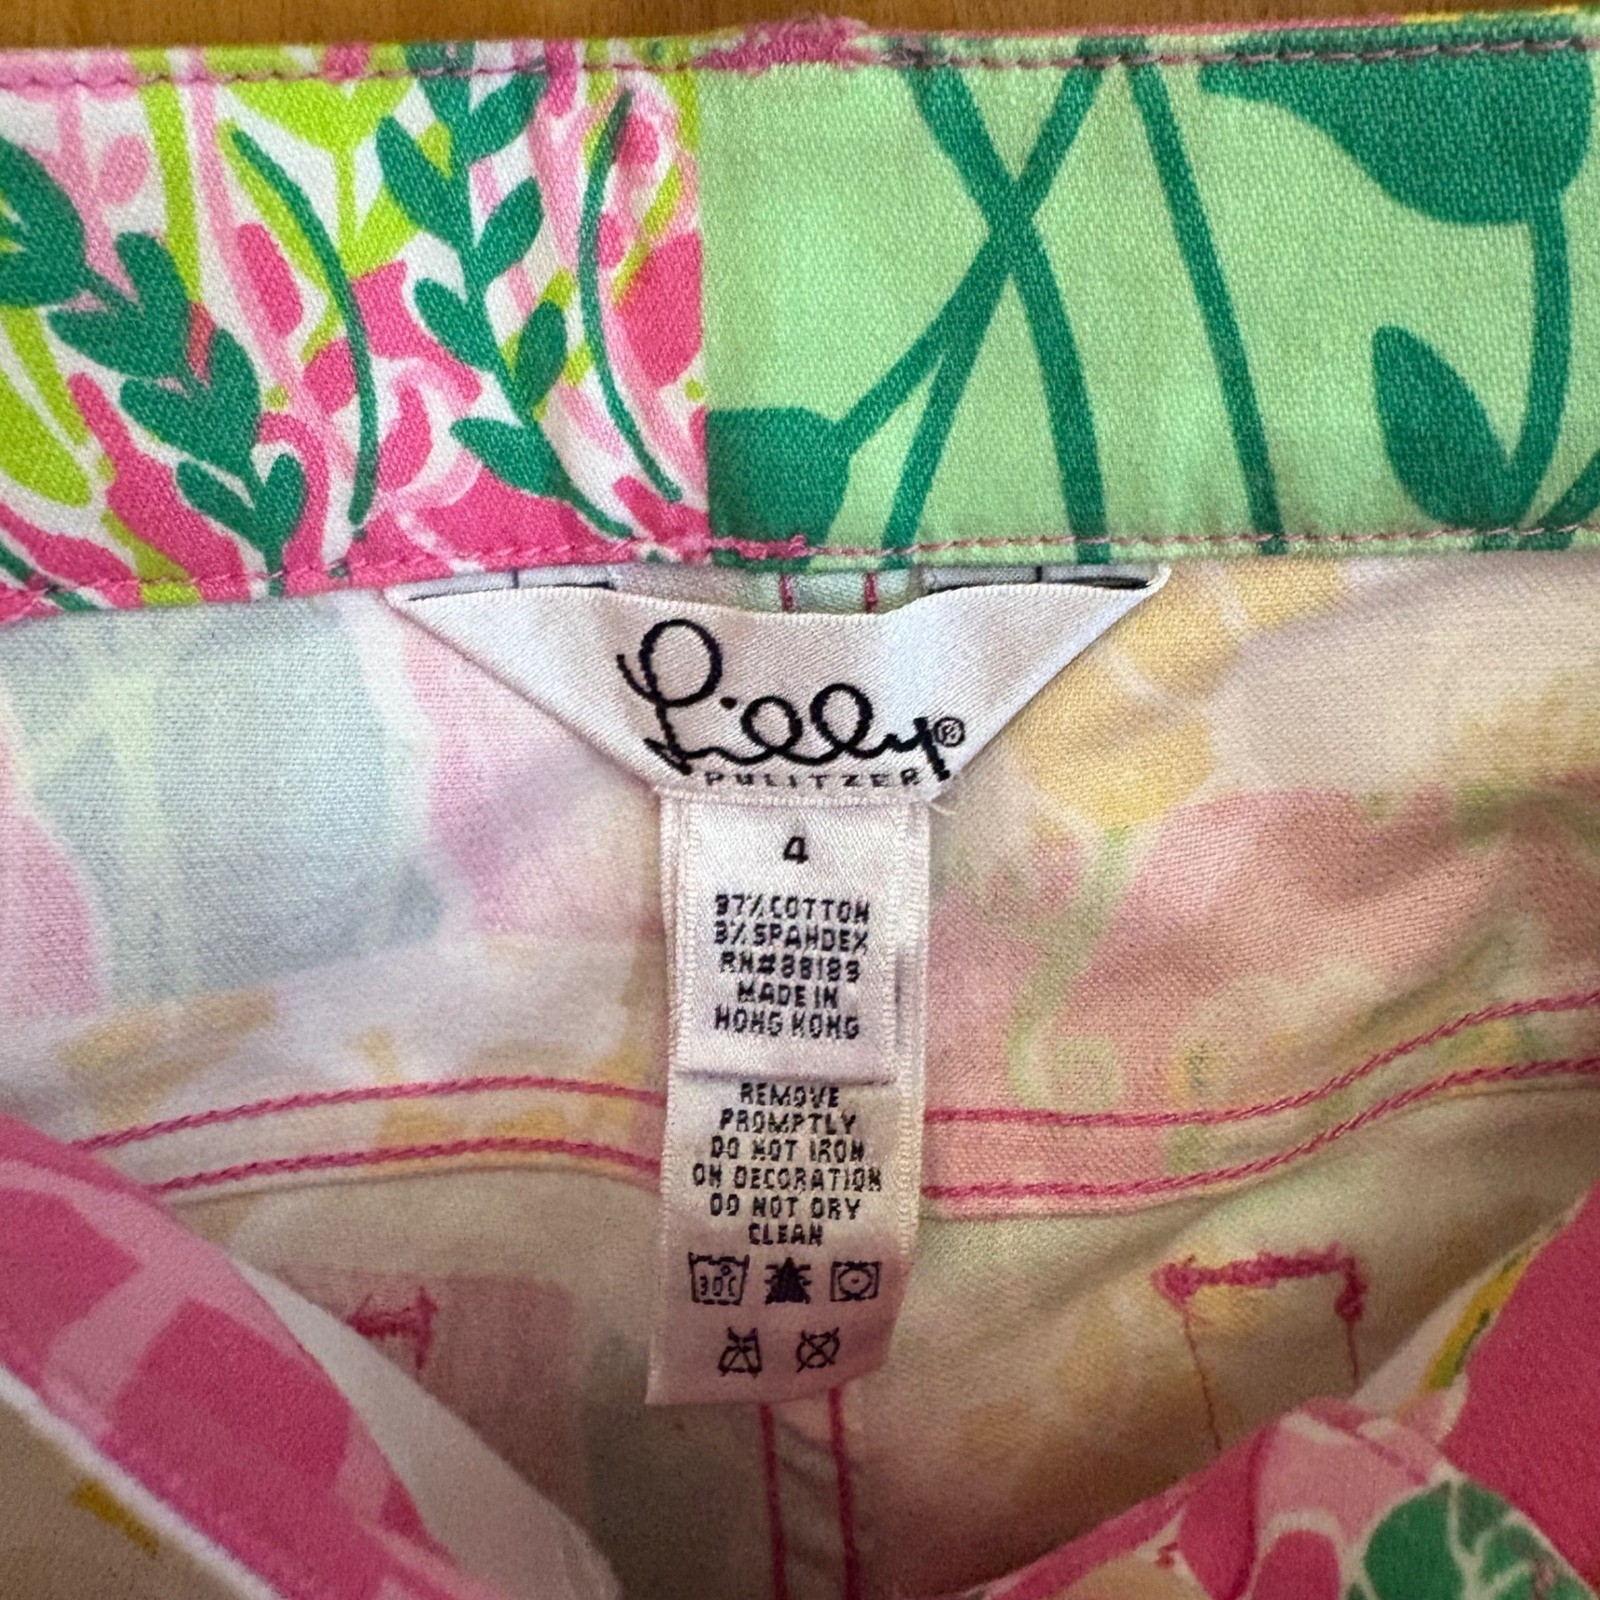 Lilly®
PULITZER
4
97% COTTON
3% SPANDEX
RN#88189
MADE IN
HONG KONG
REMOVE
PROMPTLY
DO NOT IRON
ON DECORATION
DO NOT DRY
CLEAN
30C